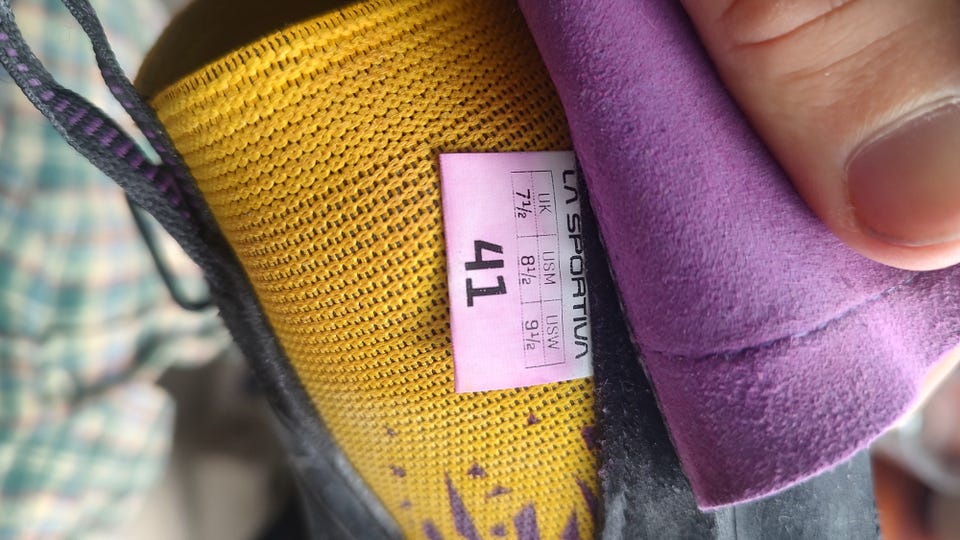 LA SPORTIVA
UK USM USW
7½ 8½ 9½
41